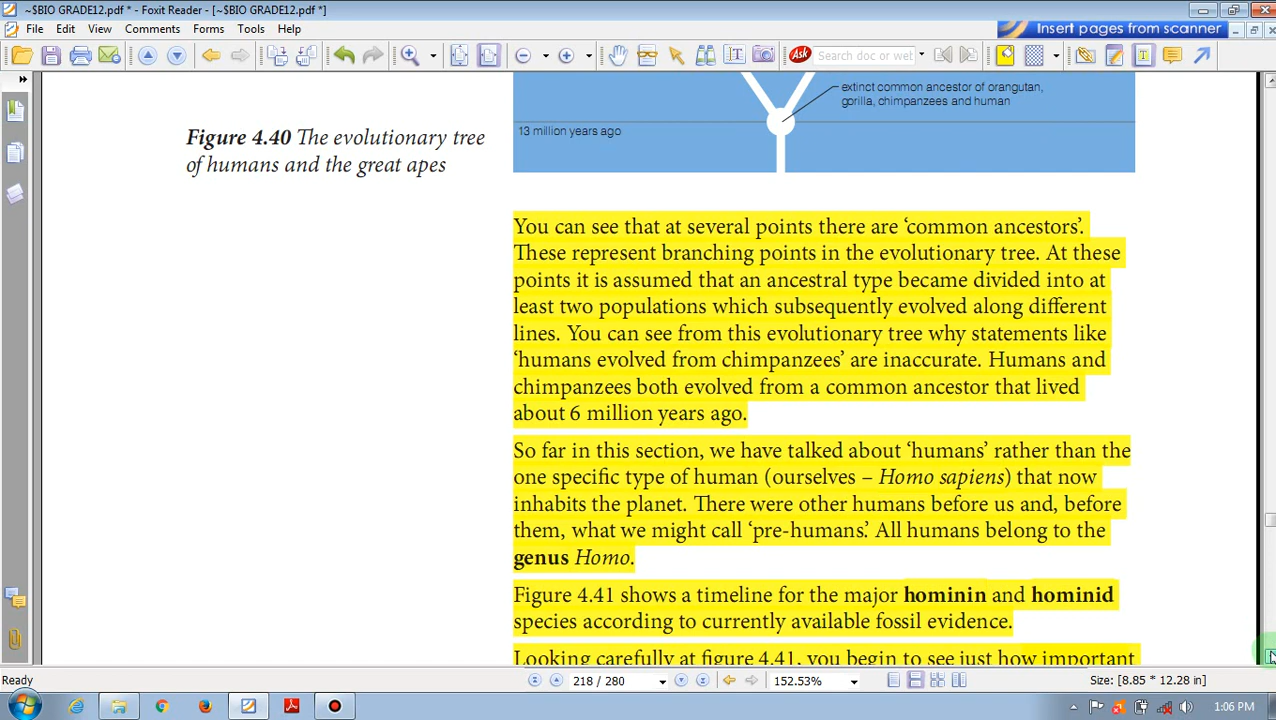 ~$BIO GRADE12.pdf * - Foxit Reader - [~$BIO GRADE12.pdf *]
File Edit View Comments Forms Tools Help
Insert pages from scanner
Ask Search doc or web
extinct common ancestor of orangutan,
gorilla, chimpanzees and human
13 million years ago
Figure 4.40 The evolutionary tree
of humans and the great apes
You can see that at several points there are ‘common ancestors’.
These represent branching points in the evolutionary tree. At these
points it is assumed that an ancestral type became divided into at
least two populations which subsequently evolved along different
lines. You can see from this evolutionary tree why statements like
‘humans evolved from chimpanzees’ are inaccurate. Humans and
chimpanzees both evolved from a common ancestor that lived
about 6 million years ago.
So far in this section, we have talked about ‘humans’ rather than the
one specific type of human (ourselves – Homo sapiens) that now
inhabits the planet. There were other humans before us and, before
them, what we might call ‘pre-humans’. All humans belong to the
genus Homo.
Figure 4.41 shows a timeline for the major hominin and hominid
species according to currently available fossil evidence.
Looking carefully at figure 4.41, you begin to see just how important
Ready 218 / 280 152.53% Size: [8.85 * 12.28 in]
1:06 PM